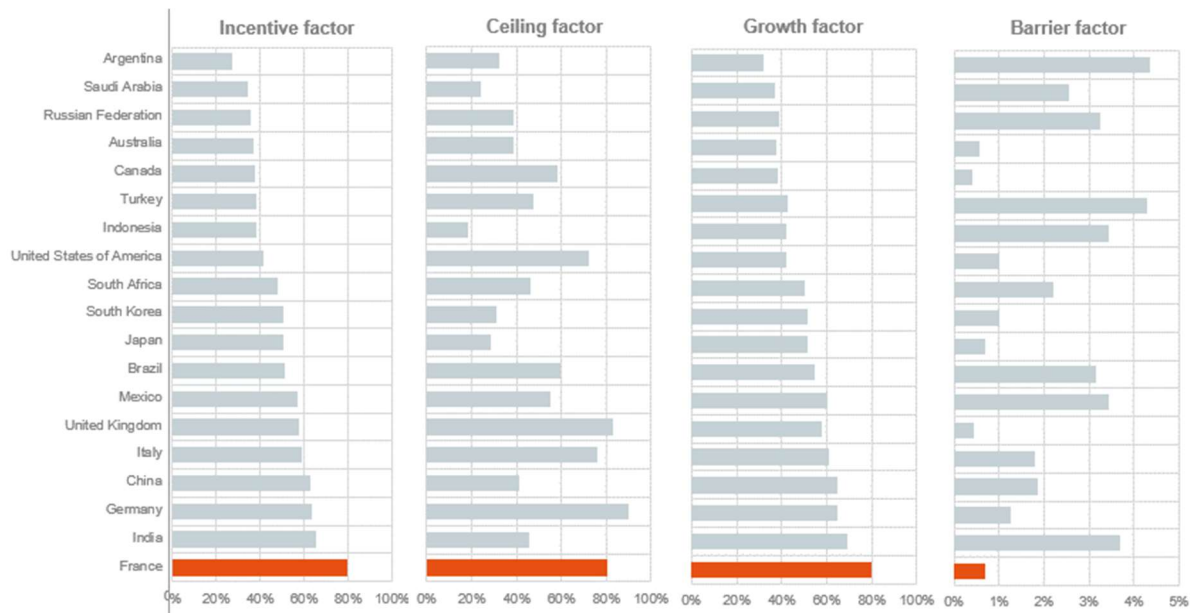 Incentive factor Ceiling factor Growth factor Barrier factor
Argentina
Saudi Arabia
Russian Federation
Australia
Canada
Turkey
Indonesia
United States of America
South Africa
South Korea
Japan
Brazil
Mexico
United Kingdom
Italy
China
Germany
India
France
0% 20% 40% 60% 80% 100% 0% 20% 40% 60% 80% 100% 0% 20% 40% 60% 80% 100% 0% 1% 2% 3% 4% 5%